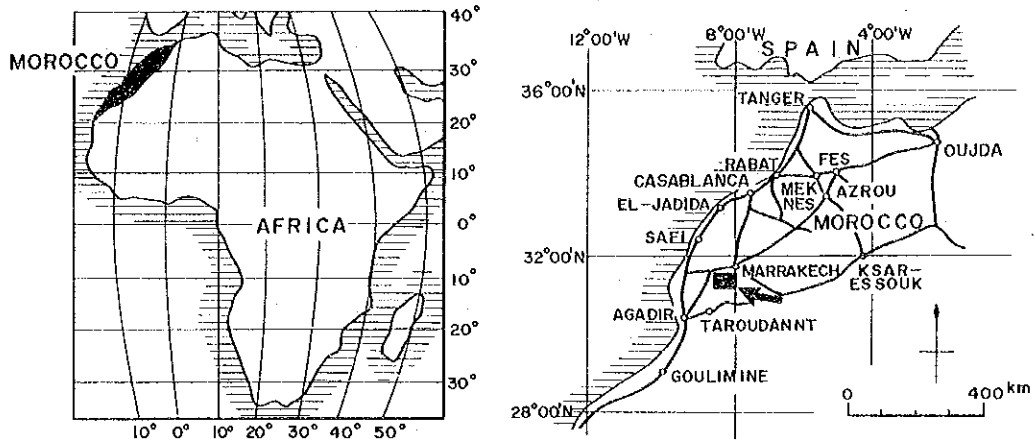 40°
MOROCCO
30°
20°
10°
AFRICA
0°
10°
20°
30°
10° 0° 10° 20° 30° 40° 50°
12°00'W 8°00'W 4°00'W
SPAIN
36°00'N
TANGER
OUJDA
RABAT FES
CASABLANCA
MEK
NES
AZROU
EL-JADIDA
MOROCCO
SAFI
32°00'N
MARRAKECH
KSAR-
ESSOUK
AGADIR
TAROUDANNT
GOULIMINE
28°00'N
0 400 km